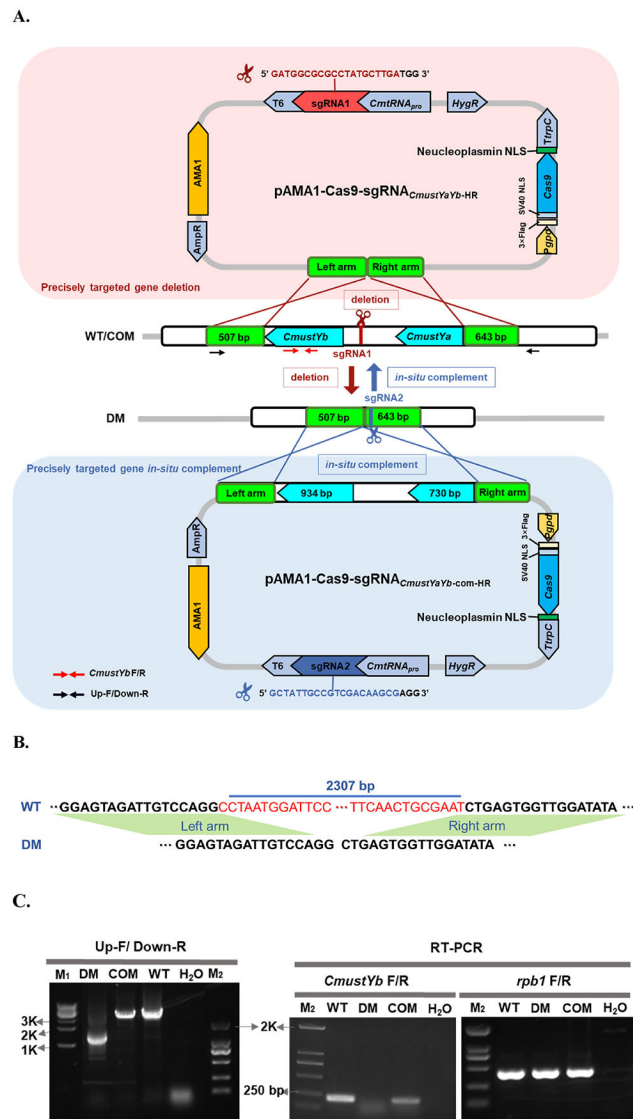 A.
5' GATGGCGCGCCTATGCTTGATGG 3'
T6
sgRNA1
CmtRNApro
HygR
TtrpC
Neucleoplasmin NLS
Cas9
SV40 NLS
3×Flag
Pgpd
AMA1
AmpR
pAMA1-Cas9-sgRNACmustYaYb-HR
Left arm
Right arm
Precisely targeted gene deletion
deletion
WT/COM
507 bp
CmustYb
CmustYa
643 bp
sgRNA1
deletion
in-situ complement
sgRNA2
DM
507 bp
643 bp
Precisely targeted gene in-situ complement
in-situ complement
Left arm
934 bp
730 bp
Right arm
AmpR
AMA1
pAMA1-Cas9-sgRNACmustYaYb-com-HR
Pgpd
3×Flag
SV40 NLS
Cas9
Neucleoplasmin NLS
TtrpC
T6
sgRNA2
CmtRNApro
HygR
CmustYbF/R
Up-F/Down-R
5' GCTATTGCCGTCGACAAGCGAGG 3'
B.
2307 bp
WT ···GGAGTAGATTGTCCAGGCCTAATGGATTCC ···TTCAACTGCGAATCTGAGTGGTTGGATATA ···
Left arm
Right arm
DM ··· GGAGTAGATTGTCCAGG CTGAGTGGTTGGATATA ···
C.
Up-F/ Down-R
M1 DM COM WT H2O M2
3K
2K
1K
RT-PCR
CmustYb F/R
rpb1 F/R
M2 WT DM COM H2O
M2 WT DM COM H2O
2K
250 bp